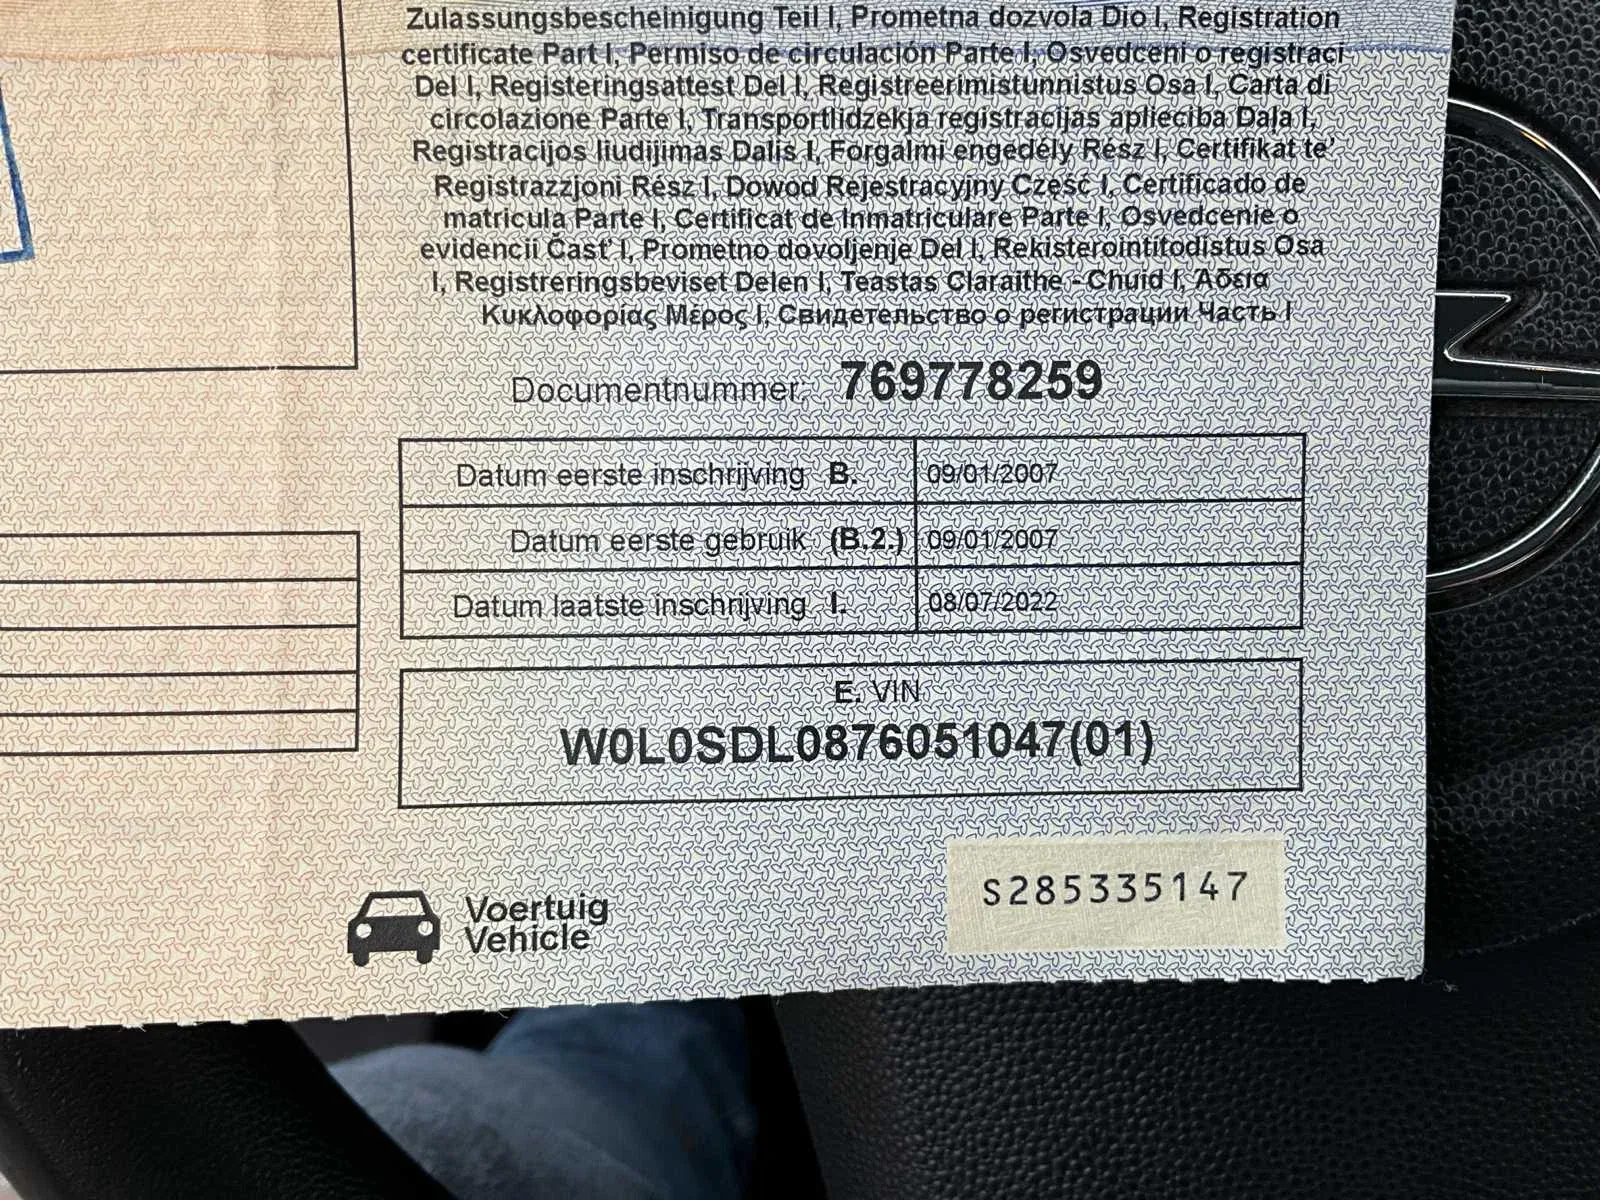 Zulassungsbescheinigung Teil I, Prometna dozvola Dio I, Registration
certificate Part I, Permiso de circulación Parte I, Osvedceni o registraci
Del I, Registeringsattest Del I, Registreerimistunnistus Osa I, Carta di
circolazione Parte I, Transportlidzekja registracijas aplieciba Daļa I,
Registracijos liudijimas Dalis I, Forgalmi engedély Rész I, Certifikat te'
Registrazzjoni Rész I, Dowod Rejestracyjny Część I, Certificado de
matricula Parte I, Certificat de Inmatriculare Parte I, Osvedcenie o
evidencii Časť I, Prometno dovoljenje Del I, Rekisterointitodistus Osa
I, Registreringsbeviset Delen I, Teastas Claraithe - Chuid I, Άδεια
Κυκλοφορίας Μέρος I, Свидетельство о регистрации Часть I
Documentnummer: 769778259
Datum eerste inschrijving B. 09/01/2007
Datum eerste gebruik (B.2.) 09/01/2007
Datum laatste inschrijving I. 08/07/2022
E. VIN
W0L0SDL0876051047(01)
Voertuig
Vehicle
S285335147